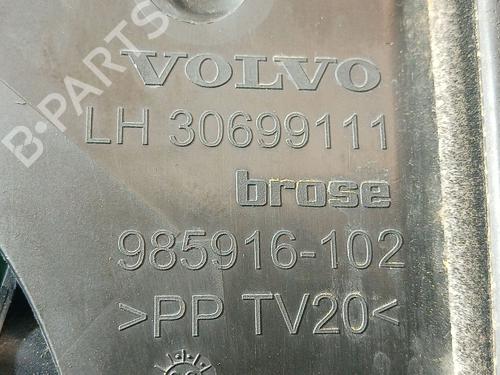 VOLVO
LH 30699111
brose
985916-102
>PP TV20<
B-PARTS